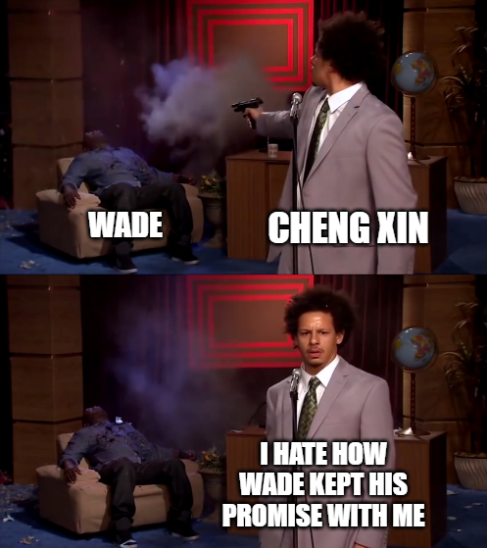 WADE
CHENG XIN
I HATE HOW
WADE KEPT HIS
PROMISE WITH ME